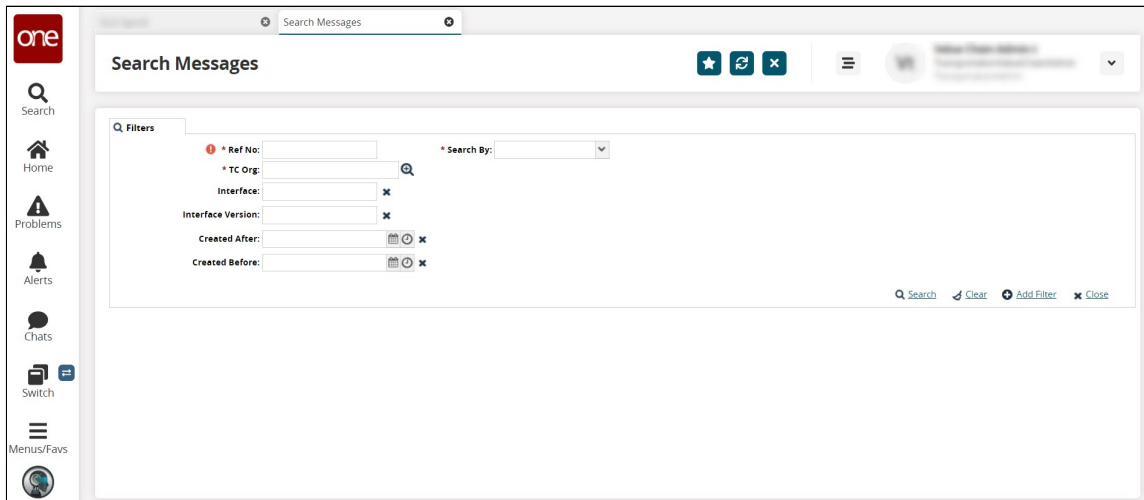 one
Search Messages
Search Messages
Search
Home
Problems
Alerts
Chats
Switch
Menus/Favs
Filters
* Ref No:
* Search By:
* TC Org:
Interface:
Interface Version:
Created After:
Created Before:
Search Clear Add Filter Close